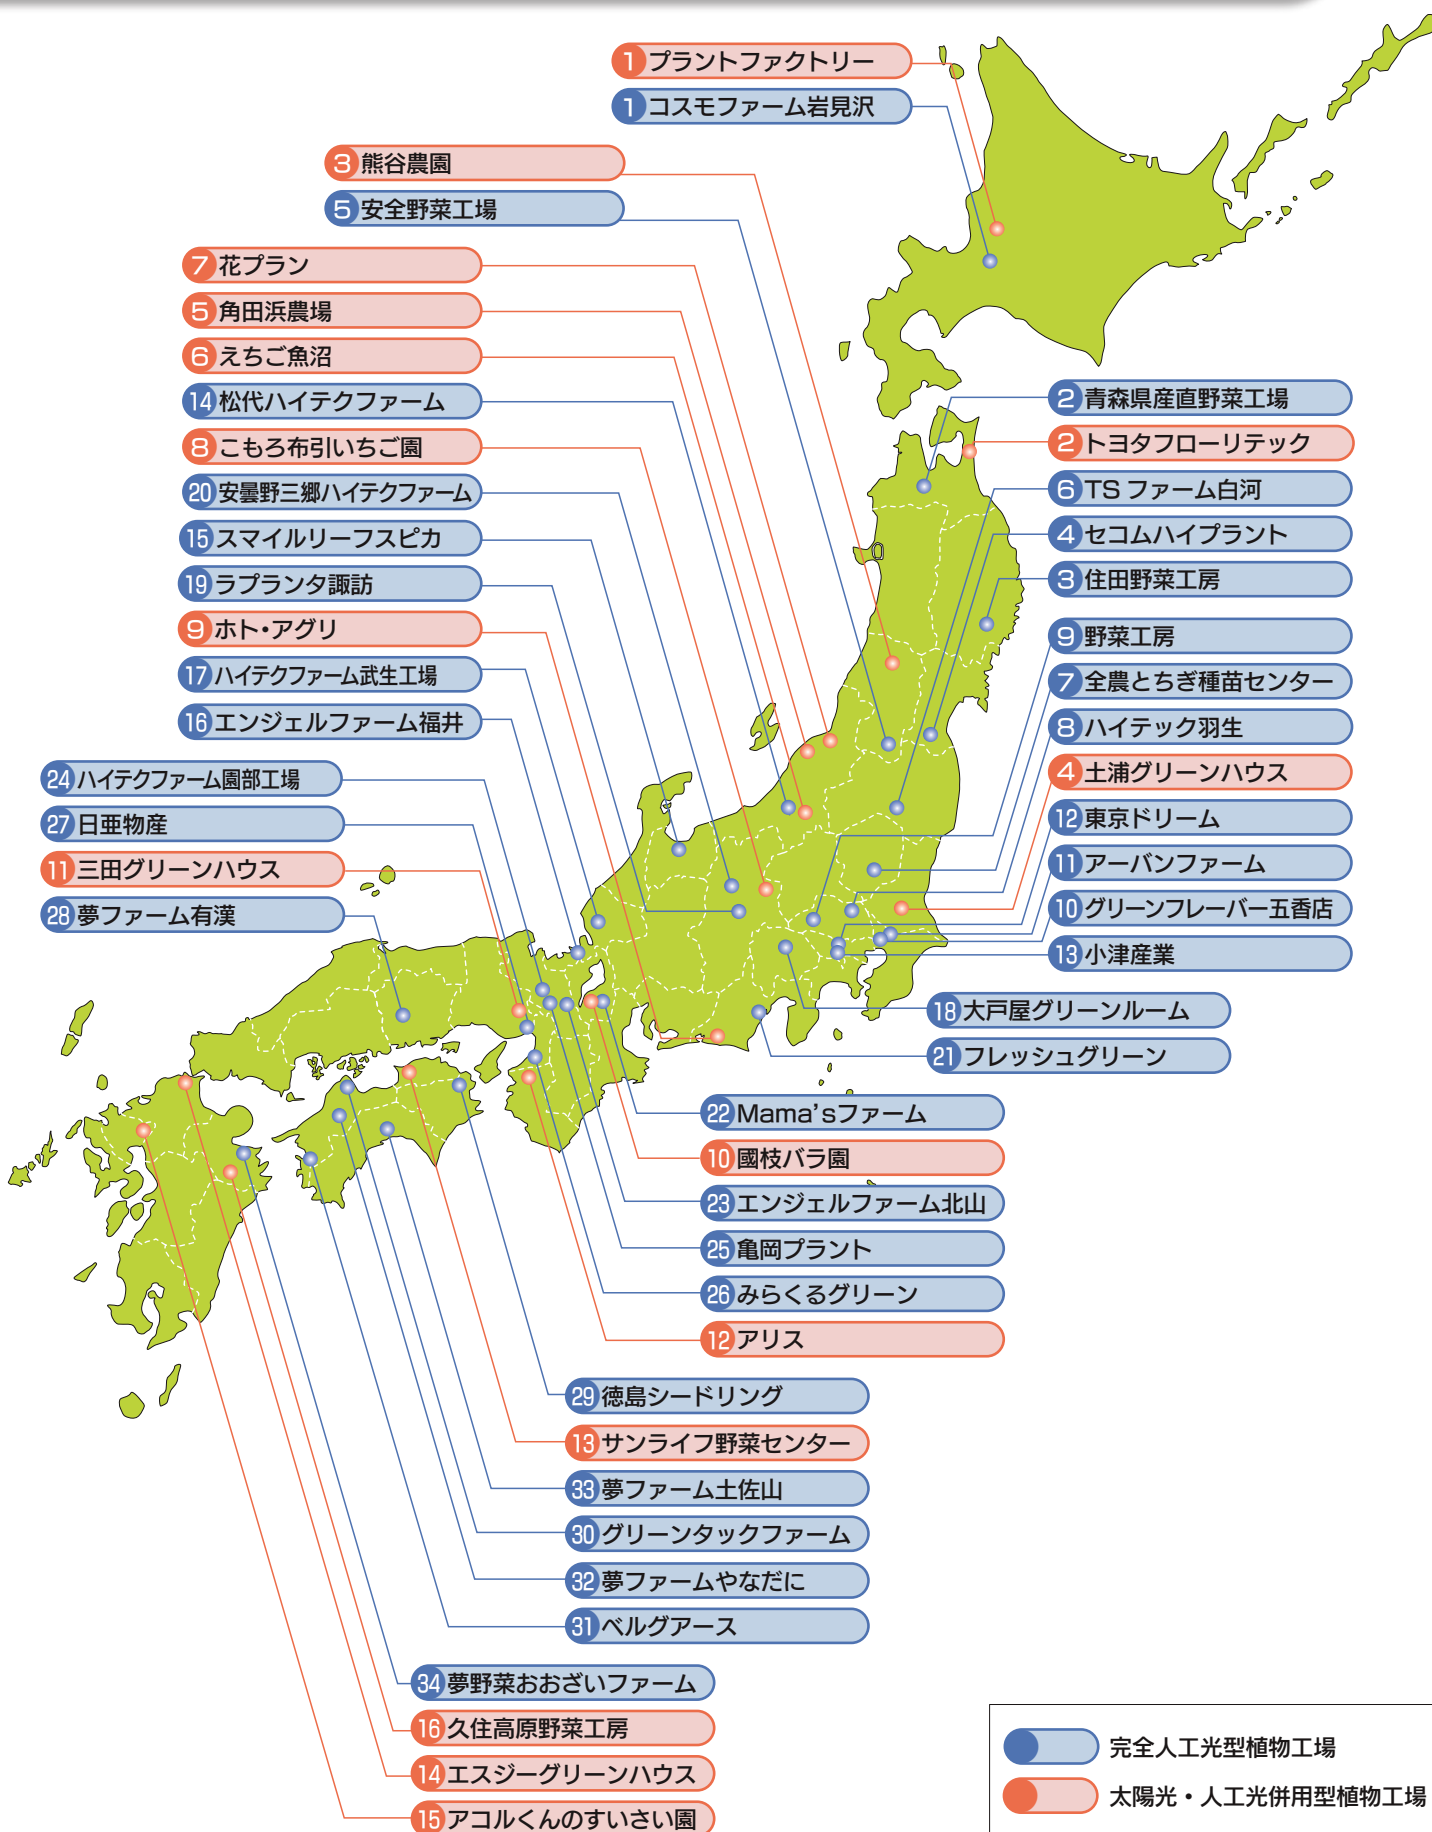 1 プラントファクトリー
1 コスモファーム岩見沢
3 熊谷農園
5 安全野菜工場
7 花プラン
5 角田浜農場
6 えちご魚沼
14 松代ハイテクファーム
8 こもろ布引いちご園
20 安曇野三郷ハイテクファーム
15 スマイルリーフスピカ
19 ラプランタ諏訪
9 ホト・アグリ
17 ハイテクファーム武生工場
16 エンジェルファーム福井
24 ハイテクファーム園部工場
27 日亜物産
11 三田グリーンハウス
28 夢ファーム有漢
2 青森県産直野菜工場
2 トヨタフローリテック
6 TS ファーム白河
4 セコムハイプラント
3 住田野菜工房
9 野菜工房
7 全農とちぎ種苗センター
8 ハイテック羽生
4 土浦グリーンハウス
12 東京ドリーム
11 アーバンファーム
10 グリーンフレーバー五香店
13 小津産業
18 大戸屋グリーンルーム
21 フレッシュグリーン
22 Mama'sファーム
10 國枝バラ園
23 エンジェルファーム北山
25 亀岡プラント
26 みらくるグリーン
12 アリス
29 徳島シードリング
13 サンライフ野菜センター
33 夢ファーム土佐山
30 グリーンタックファーム
32 夢ファームやなだに
31 ベルグアース
34 夢野菜おおざいファーム
16 久住高原野菜工房
14 エスジーグリーンハウス
15 アコルくんのすいさい園
完全人工光型植物工場
太陽光・人工光併用型植物工場